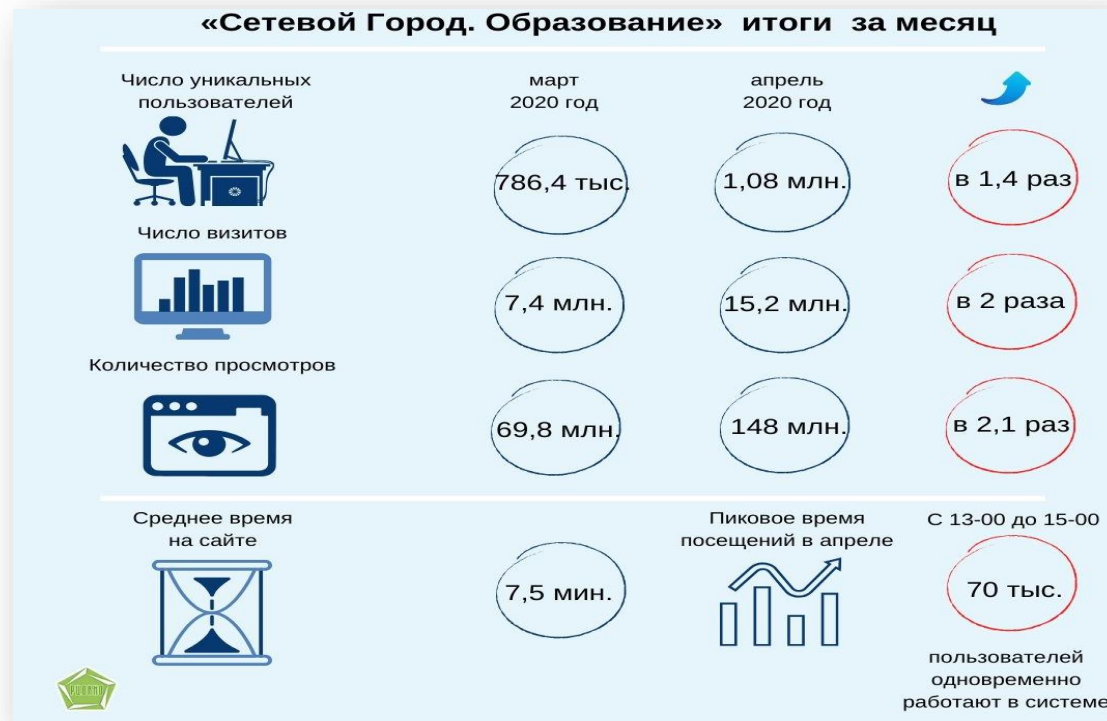 «Сетевой Город. Образование» итоги за месяц
Число уникальных
пользователей
март
2020 год
апрель
2020 год
786,4 тыс.
1,08 млн.
в 1,4 раз
Число визитов
7,4 млн.
15,2 млн.
в 2 раза
Количество просмотров
69,8 млн.
148 млн.
в 2,1 раз
Среднее время
на сайте
7,5 мин.
Пиковое время
посещений в апреле
С 13-00 до 15-00
70 тыс.
пользователей
одновременно
работают в системе